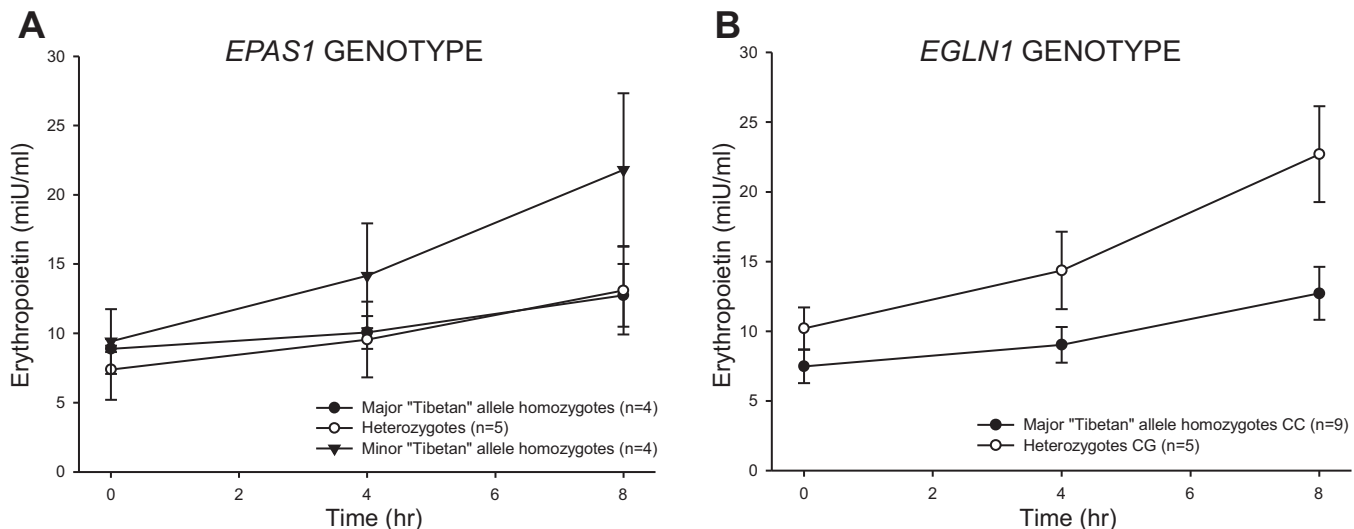 A
EPAS1 GENOTYPE
30
25
20
15
10
5
0
Erythropoietin (miU/ml)
Major "Tibetan" allele homozygotes (n=4)
Heterozygotes (n=5)
Minor "Tibetan" allele homozygotes (n=4)
0 2 4 6 8
Time (hr)
B
EGLN1 GENOTYPE
30
25
20
15
10
5
0
Erythropoietin (miU/ml)
Major "Tibetan" allele homozygotes CC (n=9)
Heterozygotes CG (n=5)
0 2 4 6 8
Time (hr)